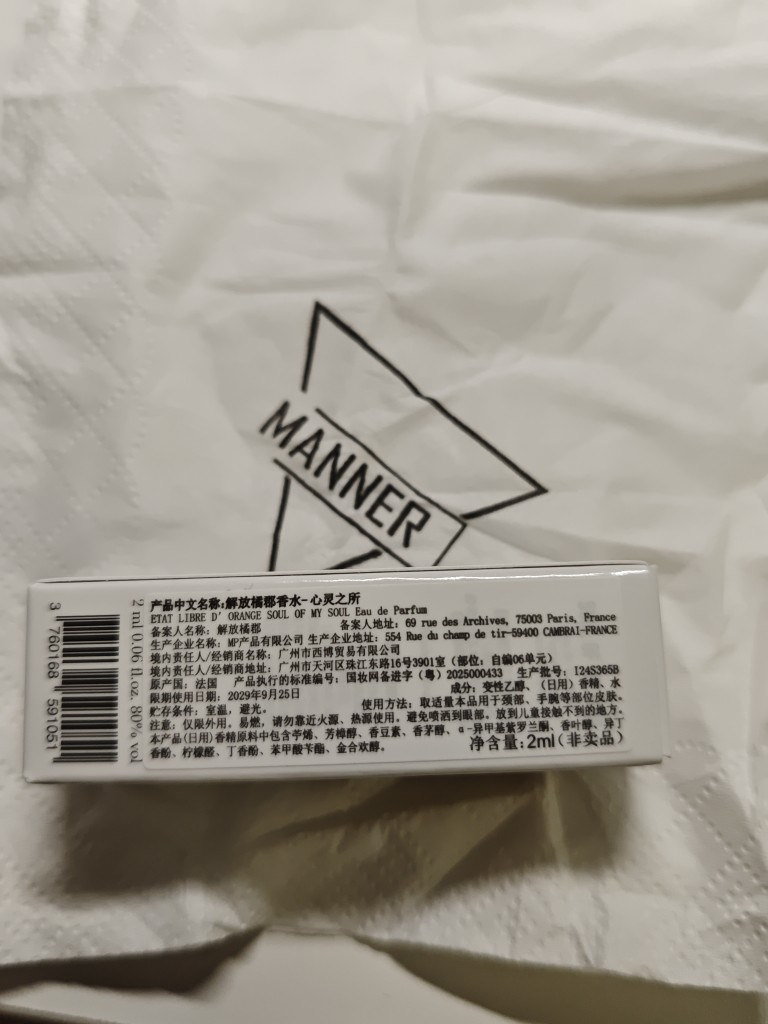 MANNER
3 760168 591051
2 ml 0.06 fl.oz. 80% vol
产品中文名称:解放橘郡香水-心灵之所
ETAT LIBRE D' ORANGE SOUL OF MY SOUL Eau de Parfum
备案人名称: 解放橘郡 备案人地址: 69 rue des Archives, 75003 Paris, France
生产企业名称: MP产品有限公司 生产企业地址: 554 Rue du champ de tir-59400 CAMBRAI-FRANCE
境内责任人/经销商名称: 广州市西博贸易有限公司
境内责任人/经销商地址: 广州市天河区珠江东路16号3901室（部位: 自编06单元）
原产国: 法国 产品执行的标准编号: 国妆网备进字（粤）2025000433 生产批号: I24S365B
限期使用日期: 2029年9月25日 成分: 变性乙醇、（日用）香精、水
贮存条件: 室温, 避光。 使用方法: 取适量本品用于颈部、手腕等部位皮肤。
注意: 仅限外用。易燃, 请勿靠近火源、热源使用。避免喷洒到眼部。放到儿童接触不到的地方。
本产品(日用)香精原料中包含苧烯、芳樟醇、香豆素、香茅醇、α-异甲基紫罗兰酮、香叶醇、异丁
香酚、柠檬醛、丁香酚、苯甲酸苄酯、金合欢醇。 净含量: 2ml(非卖品)